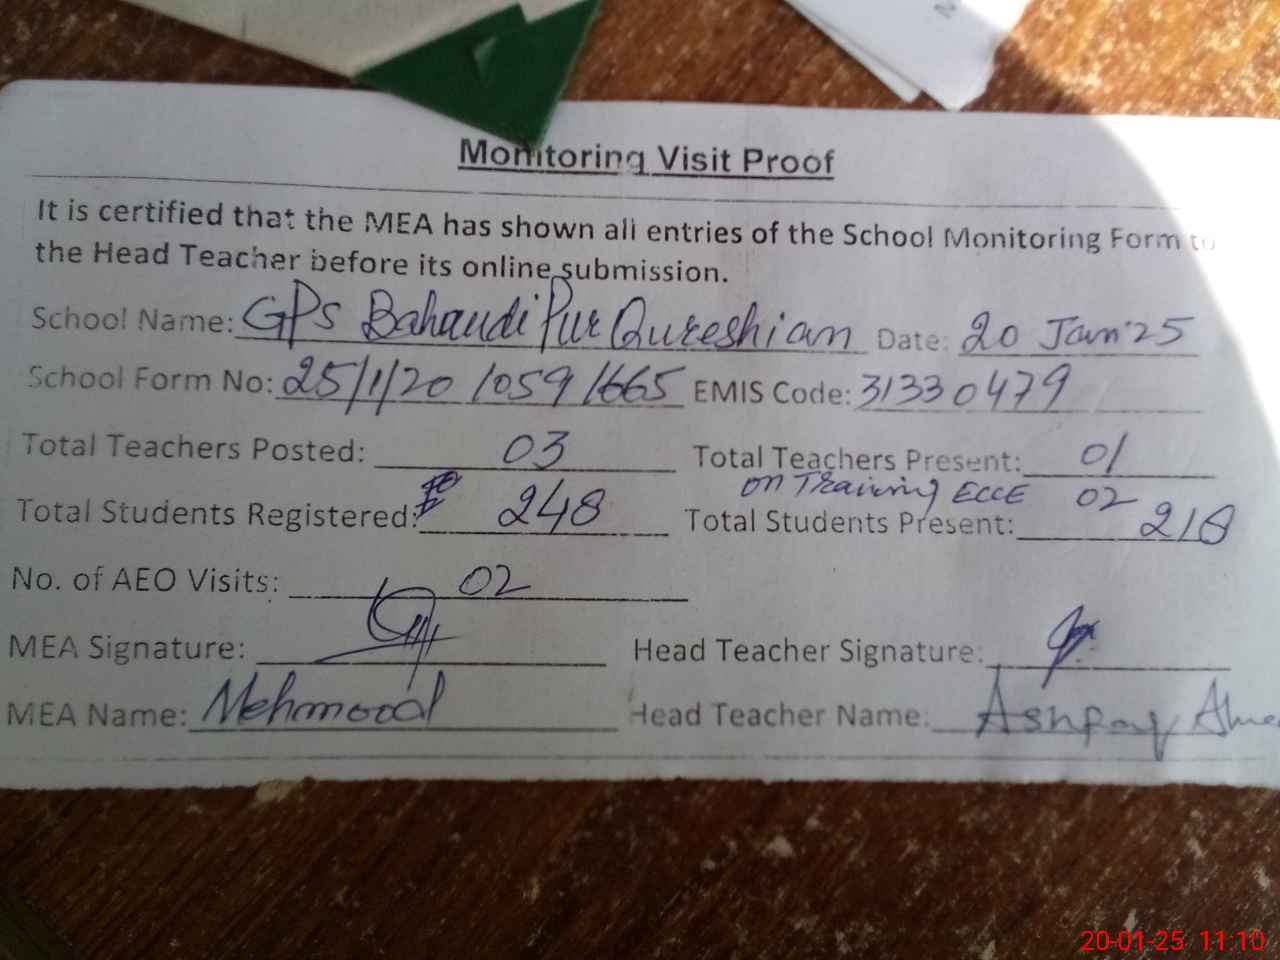 Monitoring Visit Proof
It is certified that the MEA has shown all entries of the School Monitoring Form to
the Head Teacher before its online submission.
School Name: GPS Bahaudi Pur Qureshian Date: 20 Jan'25
School Form No: 25/1/20 1059 1665 EMIS Code: 31330479
Total Teachers Posted: 03 Total Teachers Present: 01
on Training ECCE 02
Total Students Registered: 248 Total Students Present: 218
No. of AEO Visits: 02
MEA Signature: Head Teacher Signature:
MEA Name: Mehmood Head Teacher Name:
20-01-25 11:10